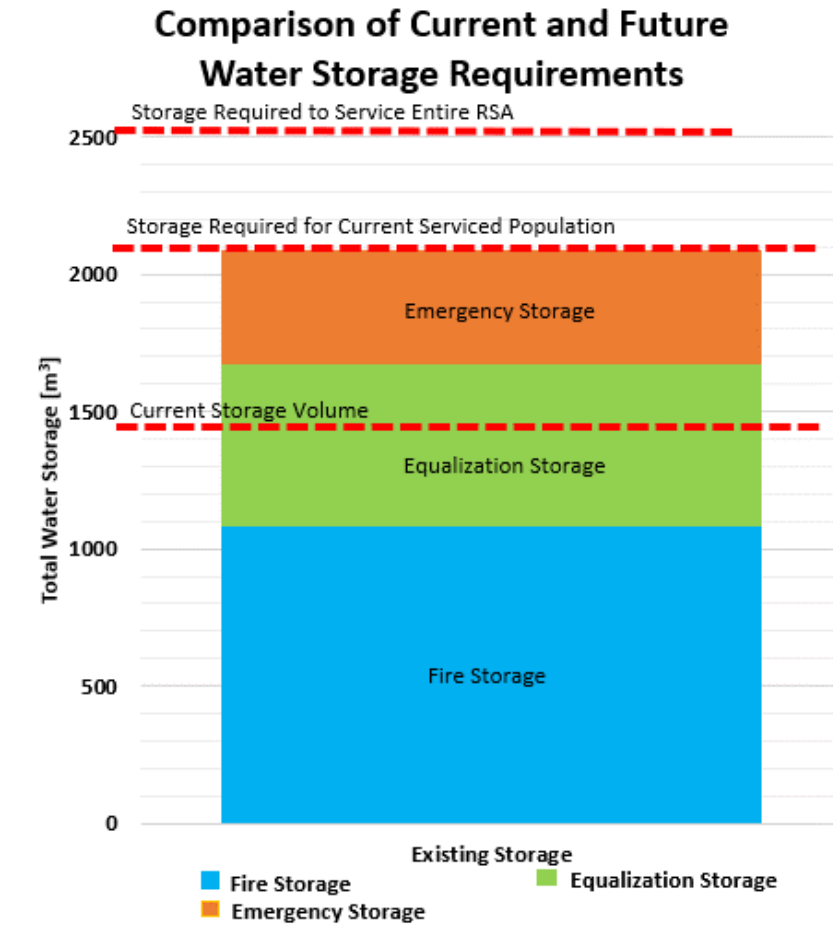 Comparison of Current and Future
Water Storage Requirements
Storage Required to Service Entire RSA
2500
Storage Required for Current Serviced Population
2000
Emergency Storage
1500
Current Storage Volume
Equalization Storage
1000
Fire Storage
500
0
Total Water Storage [m³]
Existing Storage
Fire Storage
Equalization Storage
Emergency Storage